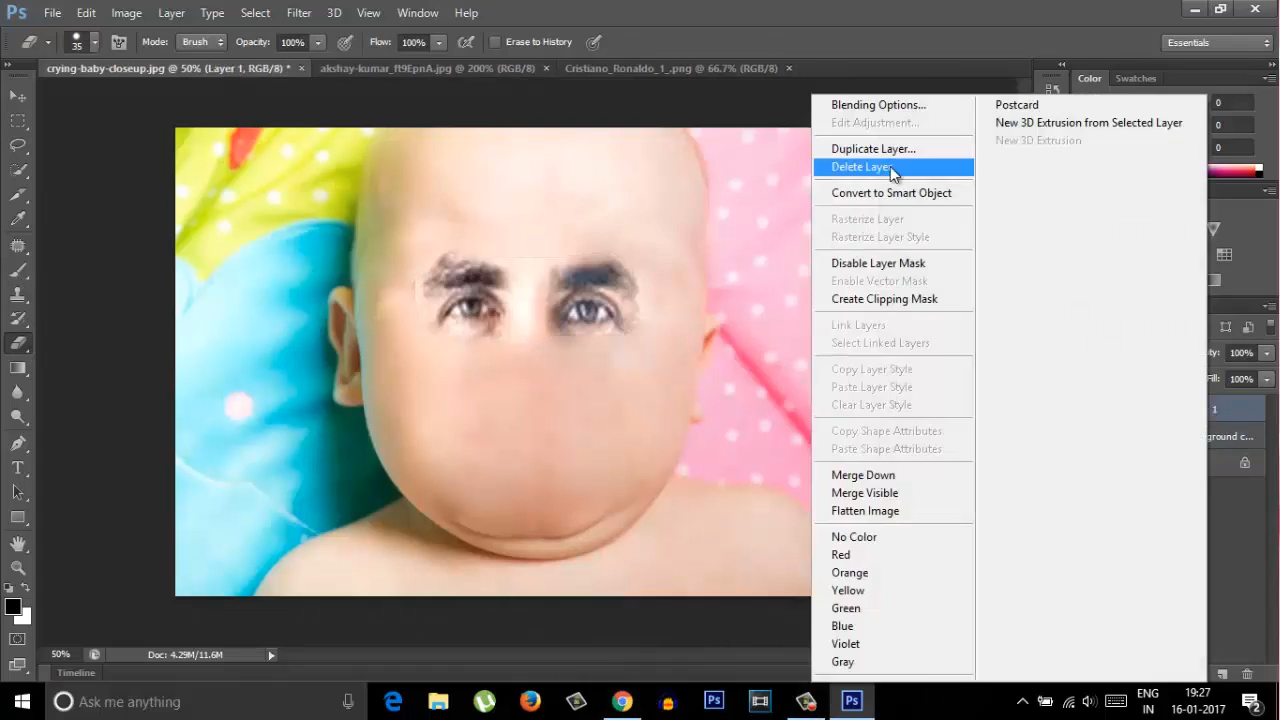 Ps File Edit Image Layer Type Select Filter 3D View Window Help
35 Mode: Brush Opacity: 100% Flow: 100% Erase to History Essentials
crying-baby-closeup.jpg @ 50% (Layer 1, RGB/8) * × akshay-kumar_ft9EpnA.jpg @ 200% (RGB/8) × Cristiano_Ronaldo_1_.png @ 66.7% (RGB/8) ×
Color Swatches
0
0
0
Blending Options...
Edit Adjustment...
Duplicate Layer...
Delete Layer
Convert to Smart Object
Rasterize Layer
Rasterize Layer Style
Disable Layer Mask
Enable Vector Mask
Create Clipping Mask
Link Layers
Select Linked Layers
Copy Layer Style
Paste Layer Style
Clear Layer Style
Copy Shape Attributes
Paste Shape Attributes
Merge Down
Merge Visible
Flatten Image
No Color
Red
Orange
Yellow
Green
Blue
Violet
Gray
Postcard
New 3D Extrusion from Selected Layer
New 3D Extrusion
100%
100%
1
ground c...
50% Doc: 4.29M/11.6M
Timeline
Ask me anything
Ps Ps
ENG
IN
19:27
16-01-2017
2